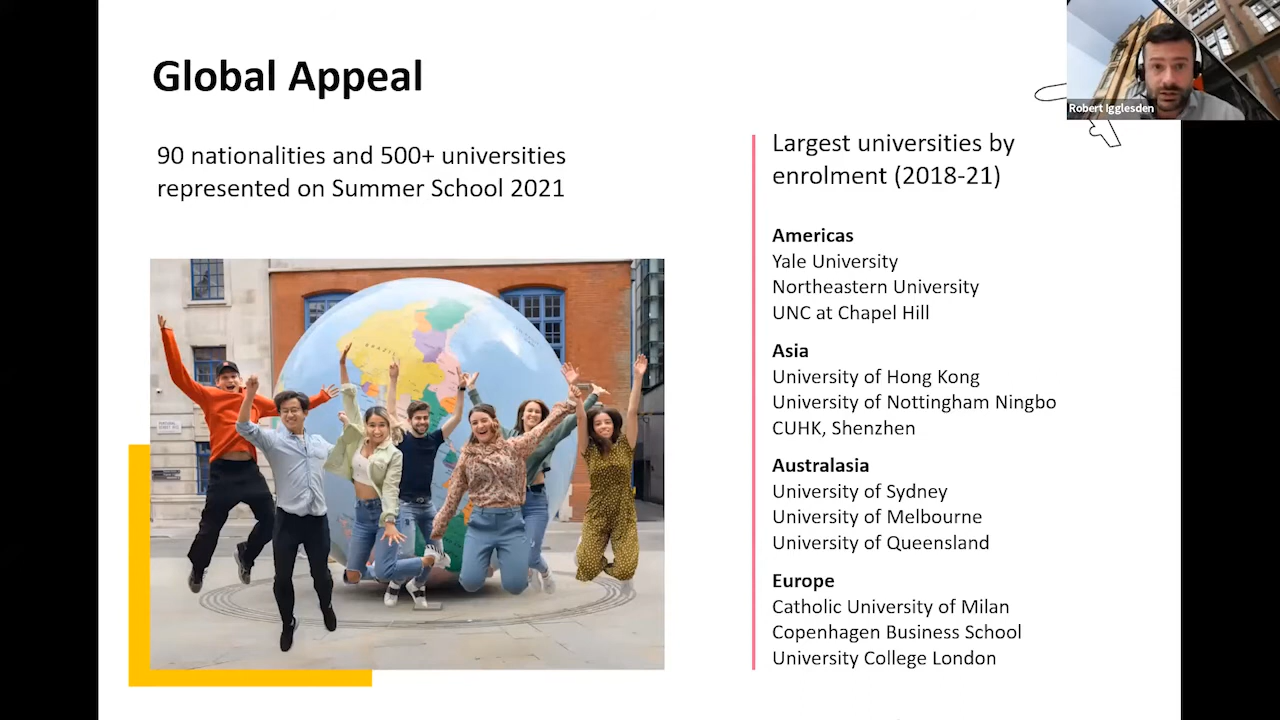 Global Appeal
90 nationalities and 500+ universities
represented on Summer School 2021
Robert Igglesden
Largest universities by
enrolment (2018-21)
Americas
Yale University
Northeastern University
UNC at Chapel Hill
Asia
University of Hong Kong
University of Nottingham Ningbo
CUHK, Shenzhen
Australasia
University of Sydney
University of Melbourne
University of Queensland
Europe
Catholic University of Milan
Copenhagen Business School
University College London
BRAZIL